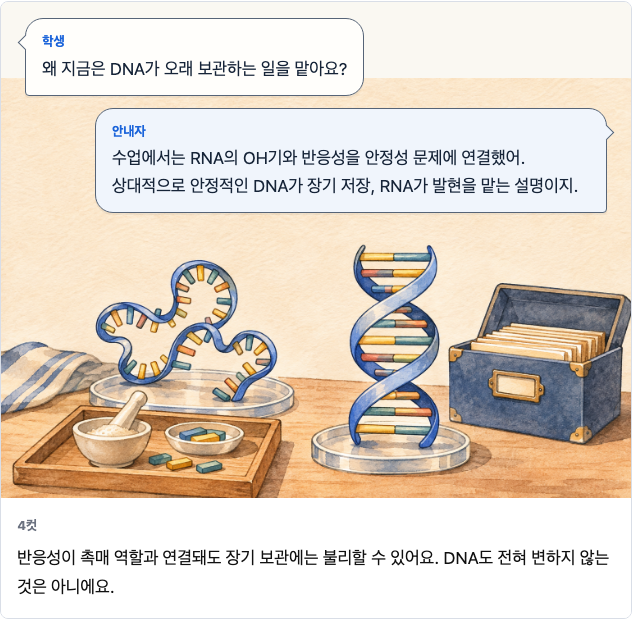 학생
왜 지금은 DNA가 오래 보관하는 일을 맡아요?
안내자
수업에서는 RNA의 OH기와 반응성을 안정성 문제에 연결했어.
상대적으로 안정적인 DNA가 장기 저장, RNA가 발현을 맡는 설명이지.
4컷
반응성이 촉매 역할과 연결돼도 장기 보관에는 불리할 수 있어요. DNA도 전혀 변하지 않는
것은 아니에요.